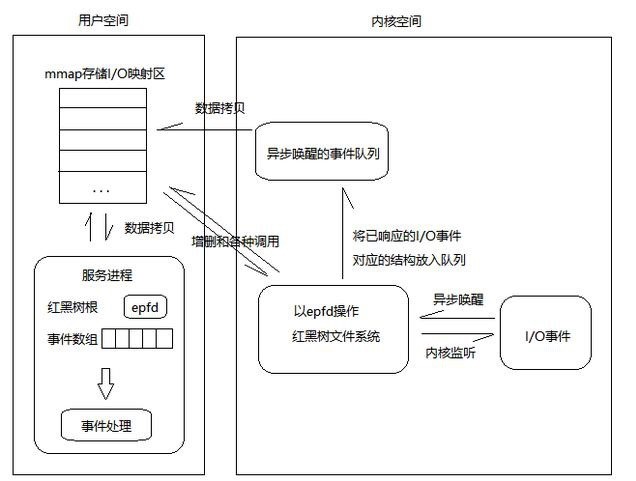 用户空间
内核空间
mmap存储I/O映射区
...
数据拷贝
异步唤醒的事件队列
数据拷贝
增删和各种调用
将已响应的I/O事件
对应的结构放入队列
服务进程
红黑树根
epfd
事件数组
事件处理
以epfd操作
红黑树文件系统
异步唤醒
内核监听
I/O事件